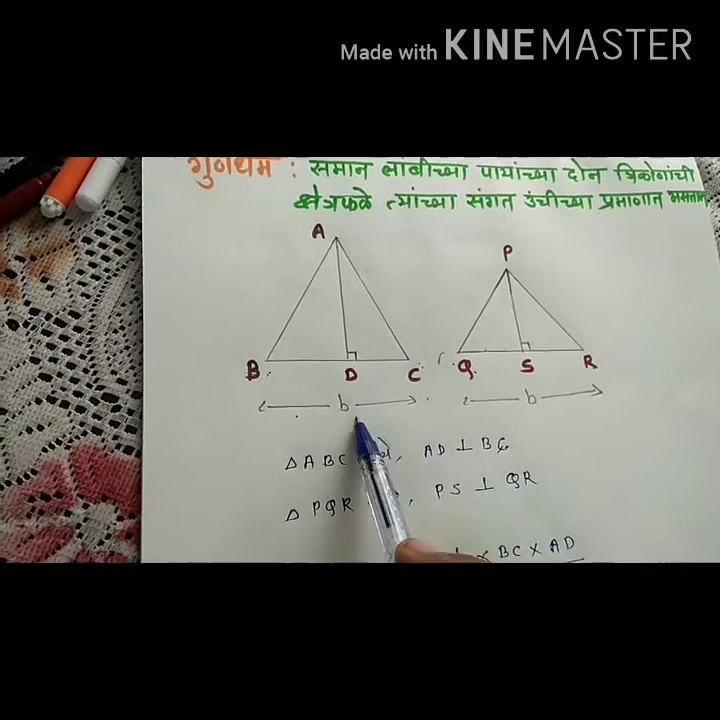 Made with KINEMASTER
गुणधर्म : समान लांबीच्या पायांच्या दोन त्रिकोणांची
क्षेत्रफळे त्यांच्या संगत उंचीच्या प्रमाणात असतात
A
P
B
D
C
Q
S
R
b
b
△ABC AD ⊥ BC
△PQR , PS ⊥ QR
× BC × AD